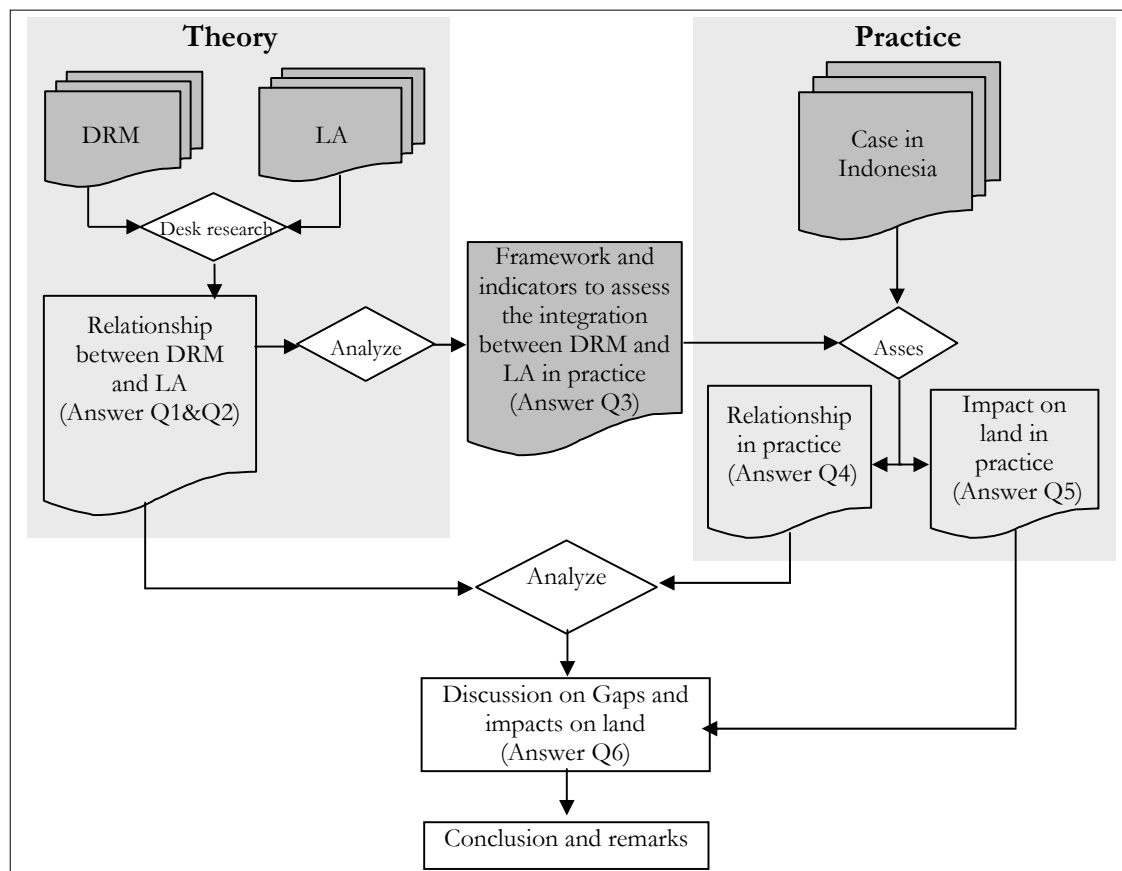 Theory
Practice
DRM
LA
Case in
Indonesia
Desk research
Relationship
between DRM
and LA
(Answer Q1&Q2)
Analyze
Framework and
indicators to assess
the integration
between DRM and
LA in practice
(Answer Q3)
Asses
Relationship
in practice
(Answer Q4)
Impact on
land in
practice
(Answer Q5)
Analyze
Discussion on Gaps and
impacts on land
(Answer Q6)
Conclusion and remarks